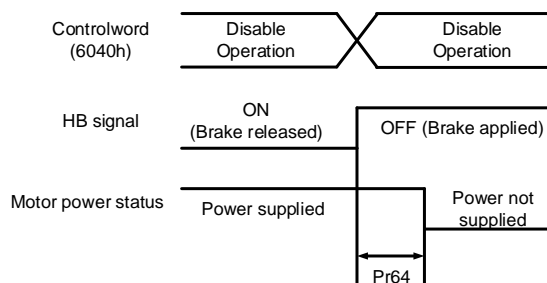 Controlword
(6040h)
Disable
Operation
Disable
Operation
HB signal
ON
(Brake released)
OFF (Brake applied)
Motor power status
Power supplied
Power not
supplied
Pr64